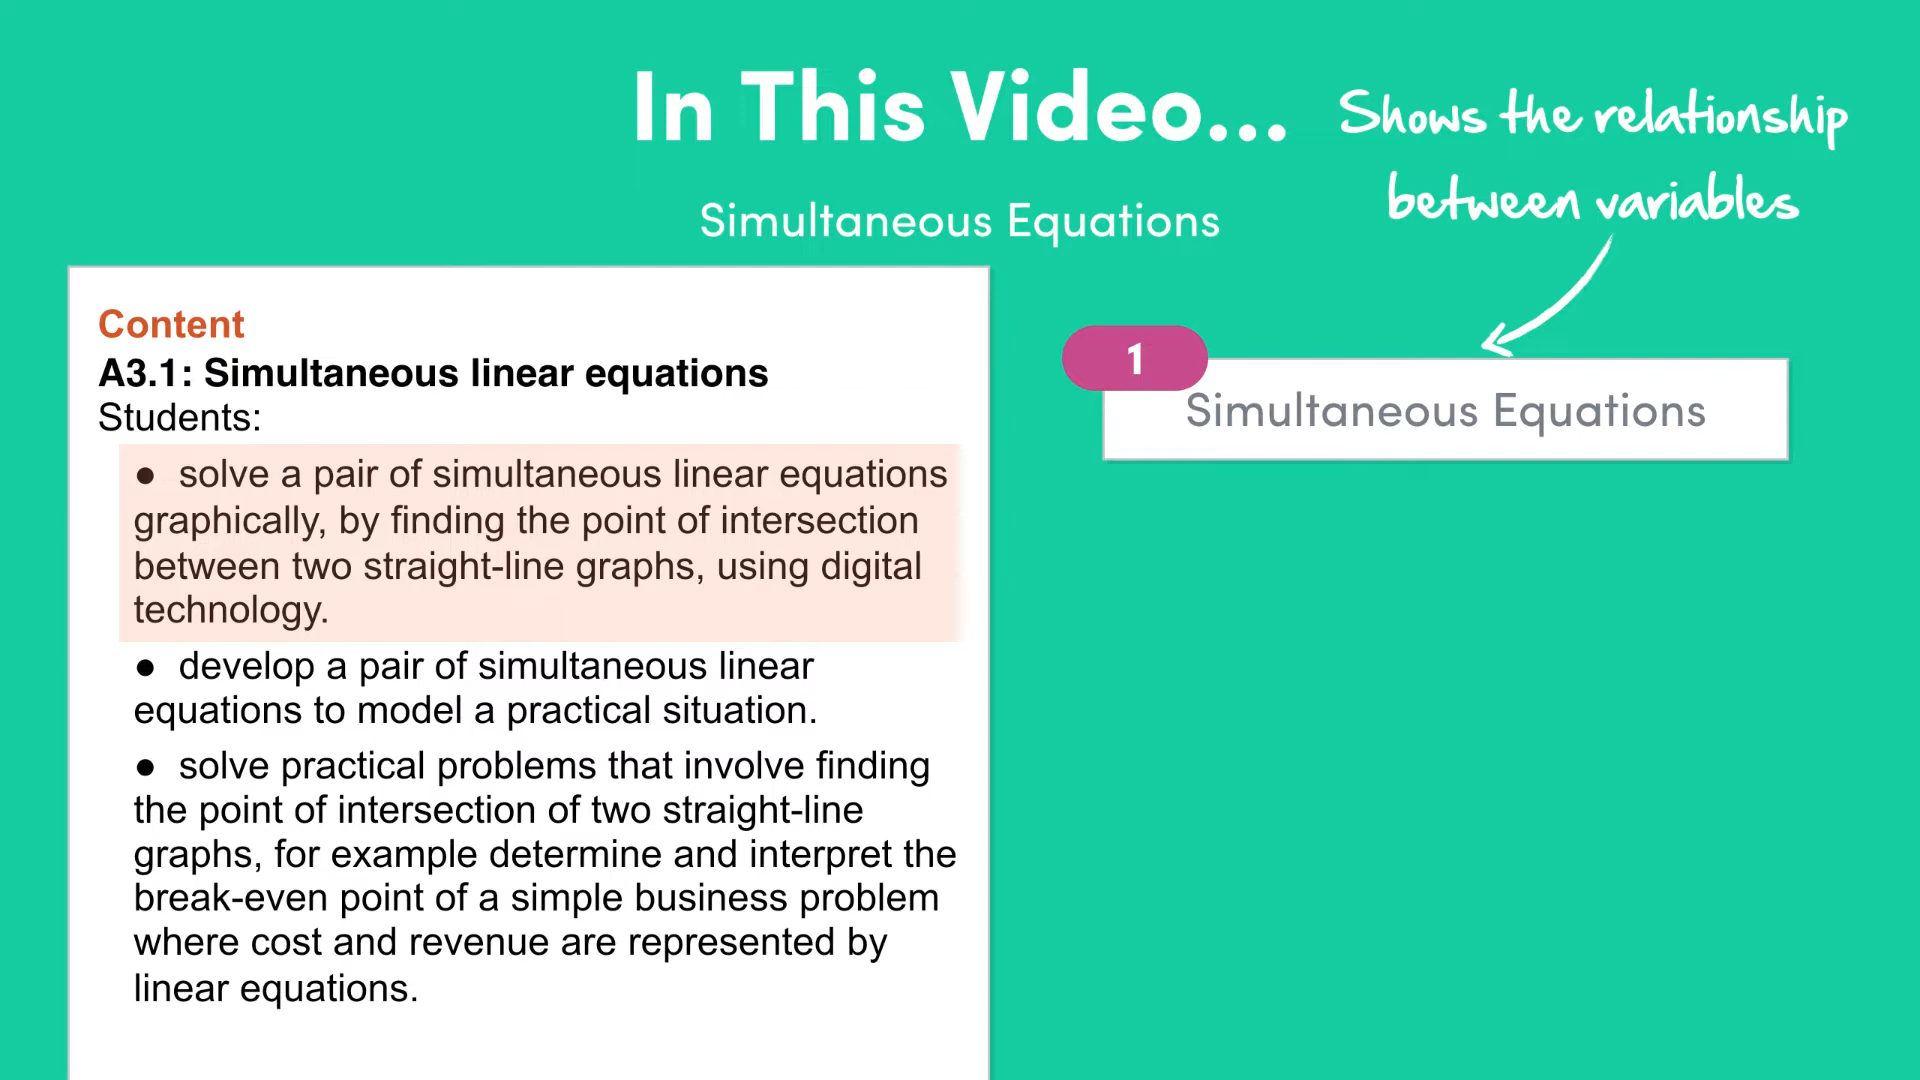 In This Video...
Shows the relationship
between variables
Simultaneous Equations
Content
A3.1: Simultaneous linear equations
Students:
● solve a pair of simultaneous linear equations
graphically, by finding the point of intersection
between two straight-line graphs, using digital
technology.
● develop a pair of simultaneous linear
equations to model a practical situation.
● solve practical problems that involve finding
the point of intersection of two straight-line
graphs, for example determine and interpret the
break-even point of a simple business problem
where cost and revenue are represented by
linear equations.
1
Simultaneous Equations